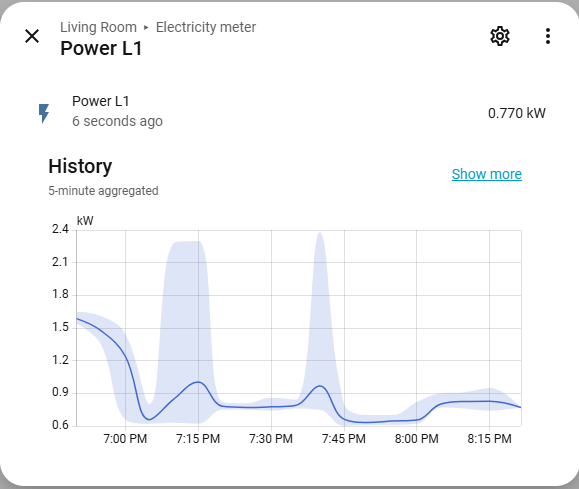 Living Room ▸ Electricity meter
Power L1
Power L1
6 seconds ago
0.770 kW
History
Show more
5-minute aggregated
kW
2.4
2.1
1.8
1.5
1.2
0.9
0.6
7:00 PM 7:15 PM 7:30 PM 7:45 PM 8:00 PM 8:15 PM